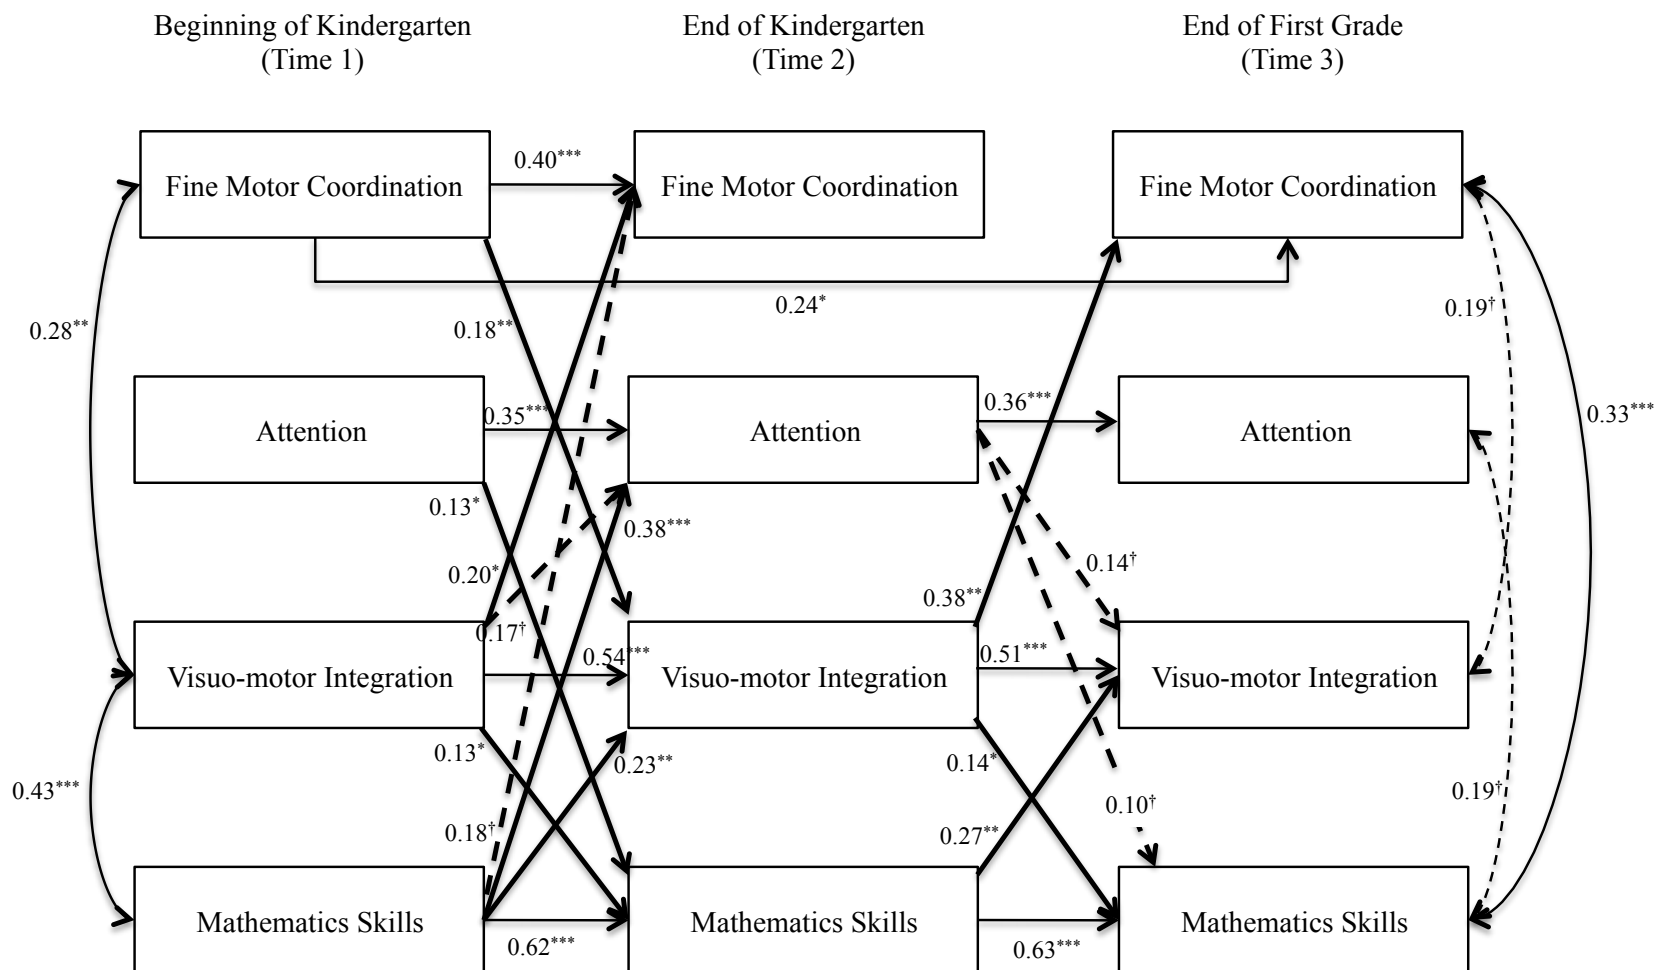 Beginning of Kindergarten
(Time 1)
End of Kindergarten
(Time 2)
End of First Grade
(Time 3)
Fine Motor Coordination
0.40***
Fine Motor Coordination
Fine Motor Coordination
0.24*
0.28**
0.18**
0.19†
Attention
0.35***
Attention
0.36***
Attention
0.33***
0.13*
0.38***
0.20*
0.14†
0.38**
0.17†
Visuo-motor Integration
0.54***
Visuo-motor Integration
0.51***
Visuo-motor Integration
0.13*
0.23**
0.14*
0.43***
0.19†
0.10†
0.18†
0.27**
Mathematics Skills
0.62***
Mathematics Skills
0.63***
Mathematics Skills